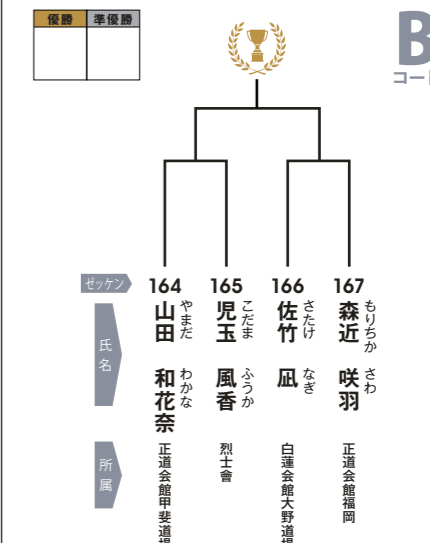 優勝 準優勝
B
コート
ゼッケン 164 165 166 167
氏名
山田 和花奈
やまだ わかな
児玉 風香
こだま ふうか
佐竹 凪
さたけ なぎ
森近 咲羽
もりちか さわ
所属
正道会館甲斐道場
烈士會
白蓮会館大野道場
正道会館福岡